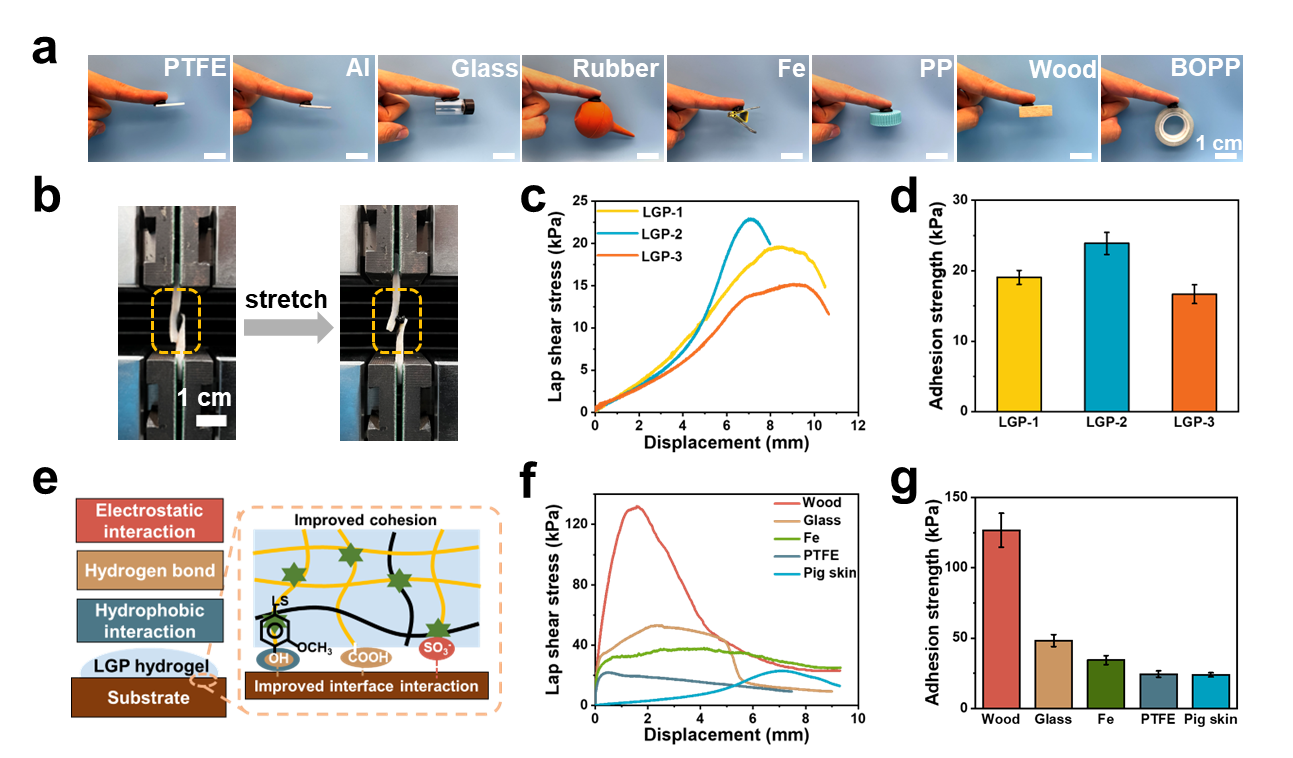 a
PTFE
Al
Glass
Rubber
Fe
PP
Wood
BOPP
1 cm
b
stretch
1 cm
c
Lap shear stress (kPa)
25
20
15
10
5
0
LGP-1
LGP-2
LGP-3
0 2 4 6 8 10 12
Displacement (mm)
d
Adhesion strength (kPa)
30
20
10
0
LGP-1 LGP-2 LGP-3
e
Electrostatic
interaction
Hydrogen bond
Hydrophobic
interaction
LGP hydrogel
Substrate
Improved cohesion
LS
OCH₃
OH
COOH
SO₃⁻
Improved interface interaction
f
Lap shear stress (kPa)
120
80
40
0
Wood
Glass
Fe
PTFE
Pig skin
0 2 4 6 8 10
Displacement (mm)
g
Adhesion strength (kPa)
150
100
50
0
Wood Glass Fe PTFE Pig skin